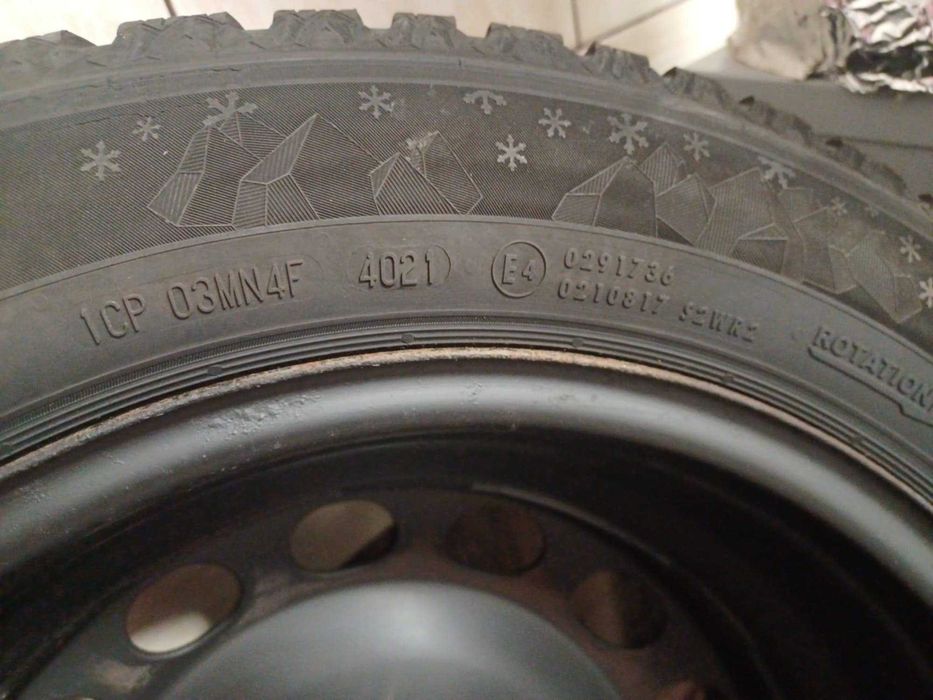 1CP 03MN4F 4021 E4 0291736
0210817 S2WR2
ROTATION